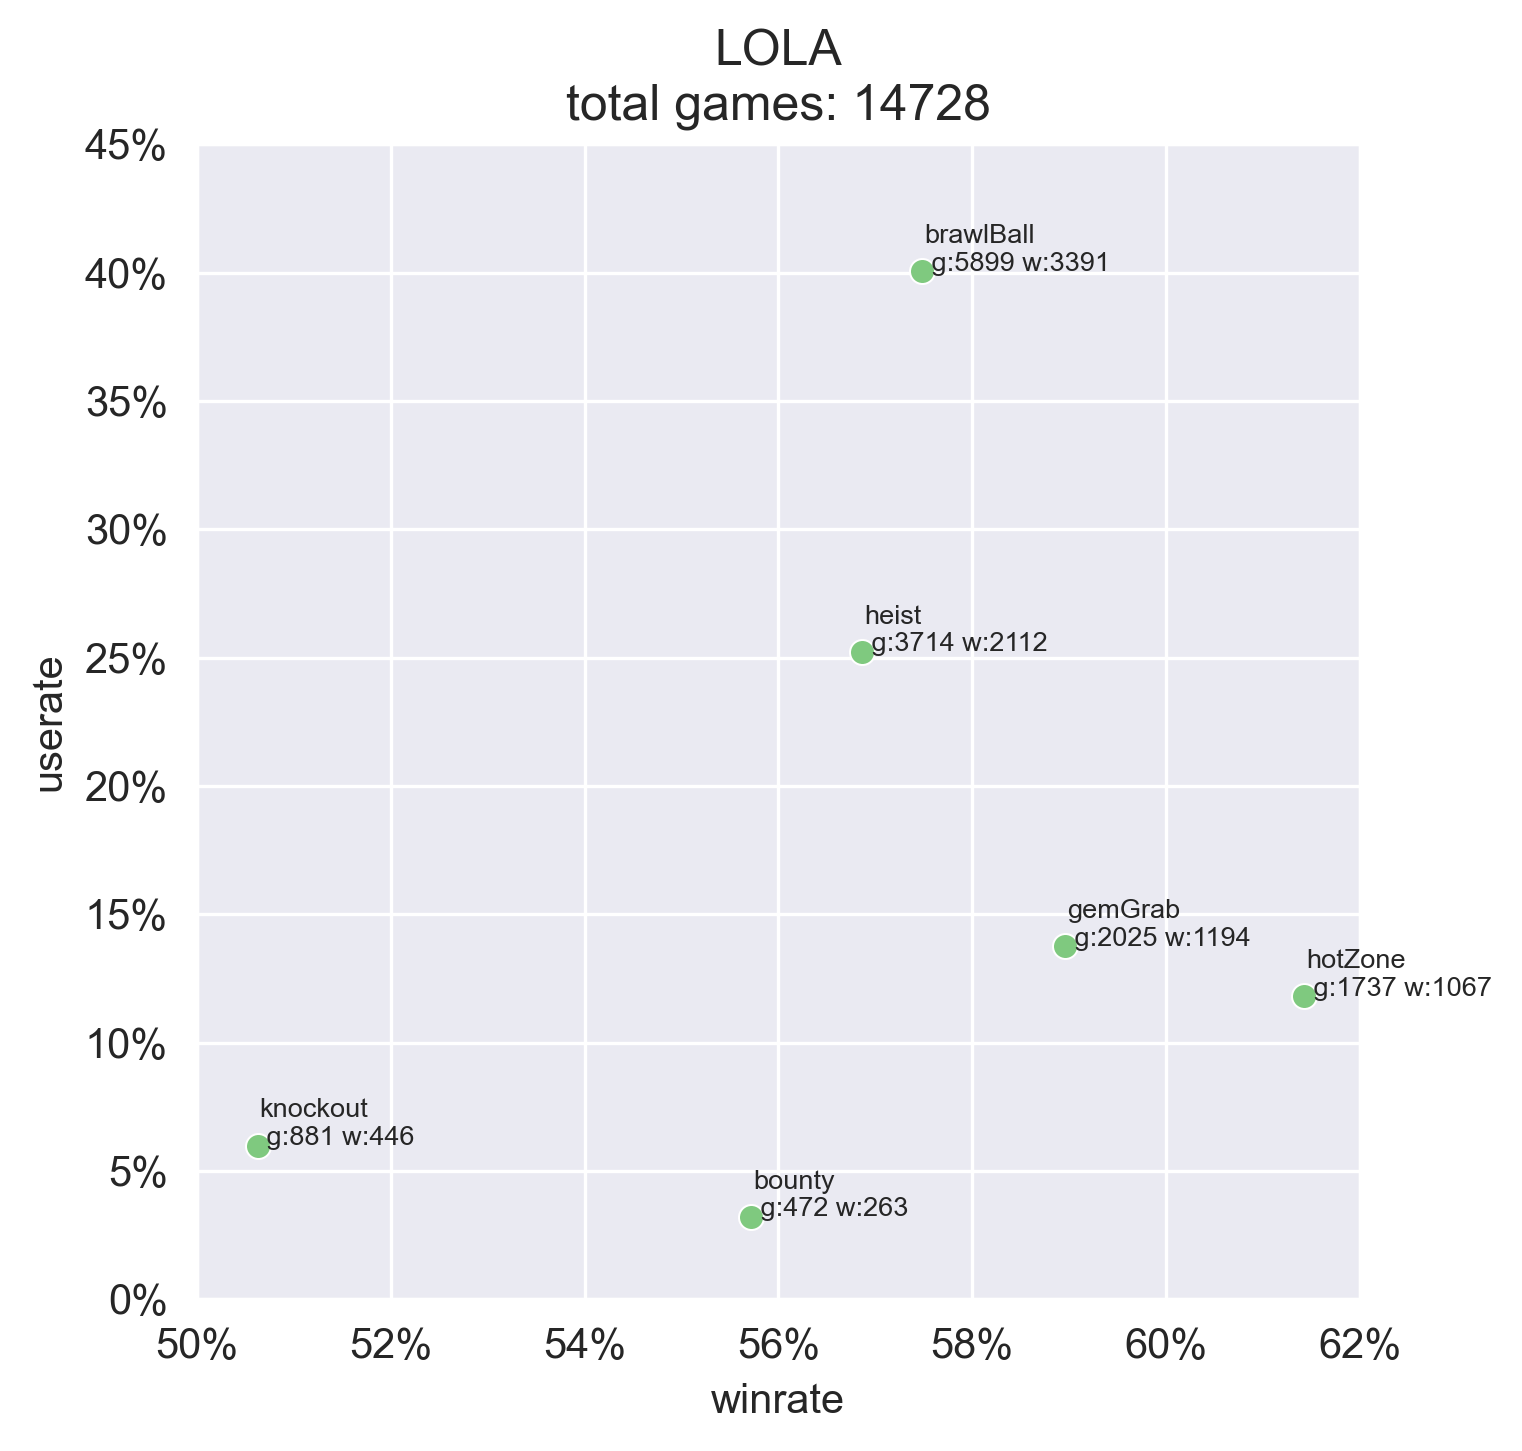 LOLA
total games: 14728
45%
40%
35%
30%
25%
20%
15%
10%
5%
0%
userate
brawlBall
g:5899 w:3391
heist
g:3714 w:2112
gemGrab
g:2025 w:1194
hotZone
g:1737 w:1067
knockout
g:881 w:446
bounty
g:472 w:263
50% 52% 54% 56% 58% 60% 62%
winrate